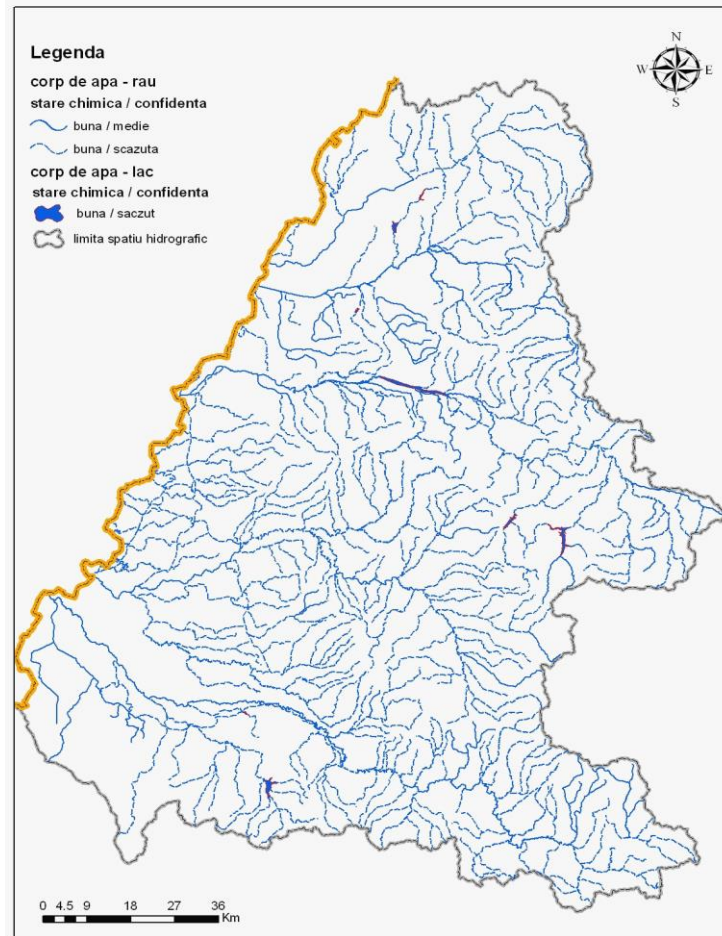 Legenda
corp de apa - rau
stare chimica / confidenta
buna / medie
buna / scazuta
corp de apa - lac
stare chimica / confidenta
buna / saczut
limita spatiu hidrografic
N
W E
S
0 4.5 9 18 27 36
Km